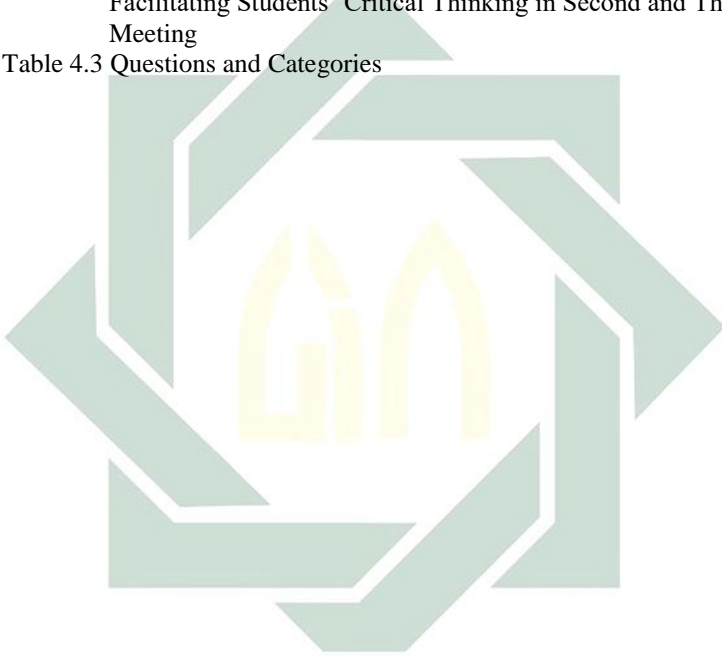 Facilitating Students’ Critical Thinking in Second and Th
Meeting
Table 4.3 Questions and Categories